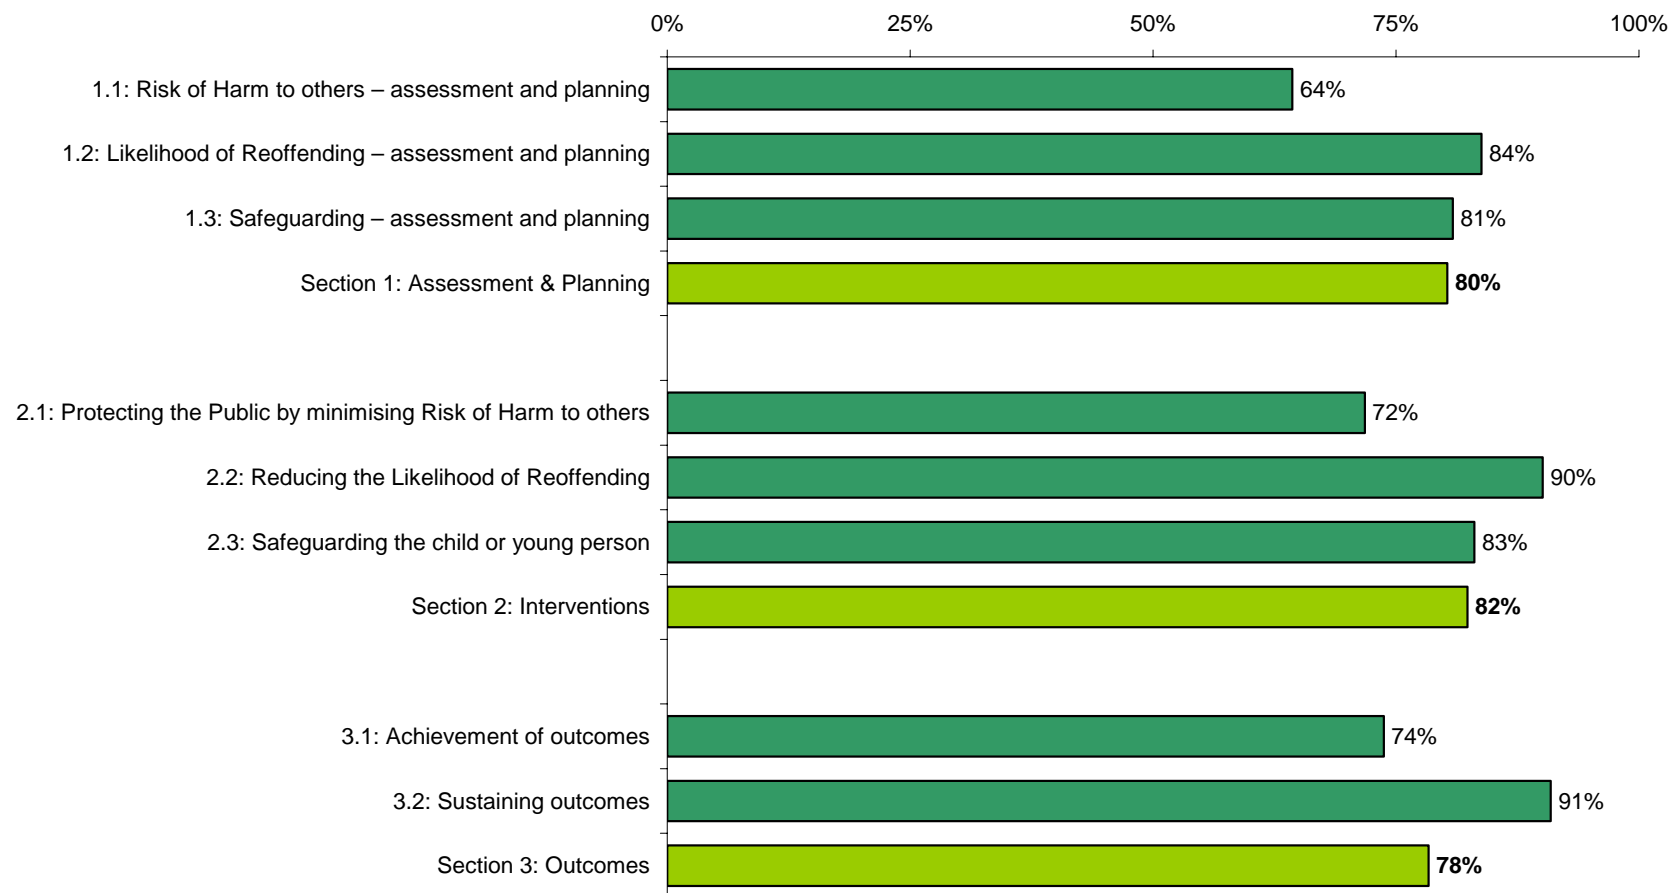 0% 25% 50% 75% 100%
1.1: Risk of Harm to others – assessment and planning 64%
1.2: Likelihood of Reoffending – assessment and planning 84%
1.3: Safeguarding – assessment and planning 81%
Section 1: Assessment & Planning 80%
2.1: Protecting the Public by minimising Risk of Harm to others 72%
2.2: Reducing the Likelihood of Reoffending 90%
2.3: Safeguarding the child or young person 83%
Section 2: Interventions 82%
3.1: Achievement of outcomes 74%
3.2: Sustaining outcomes 91%
Section 3: Outcomes 78%